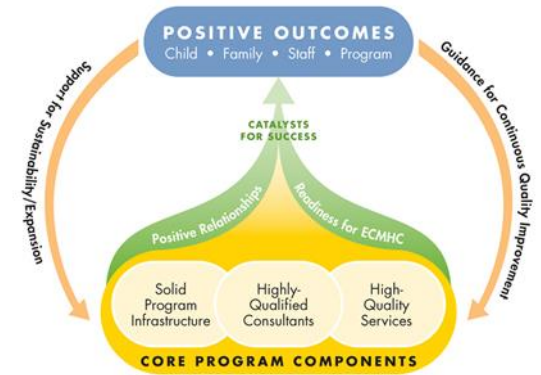 POSITIVE OUTCOMES
Child • Family • Staff • Program
Support for Sustainability/Expansion
Guidance for Continuous Quality Improvement
CATALYSTS
FOR SUCCESS
Positive Relationships
Readiness for ECMHC
Solid
Program
Infrastructure
Highly-
Qualified
Consultants
High-
Quality
Services
CORE PROGRAM COMPONENTS